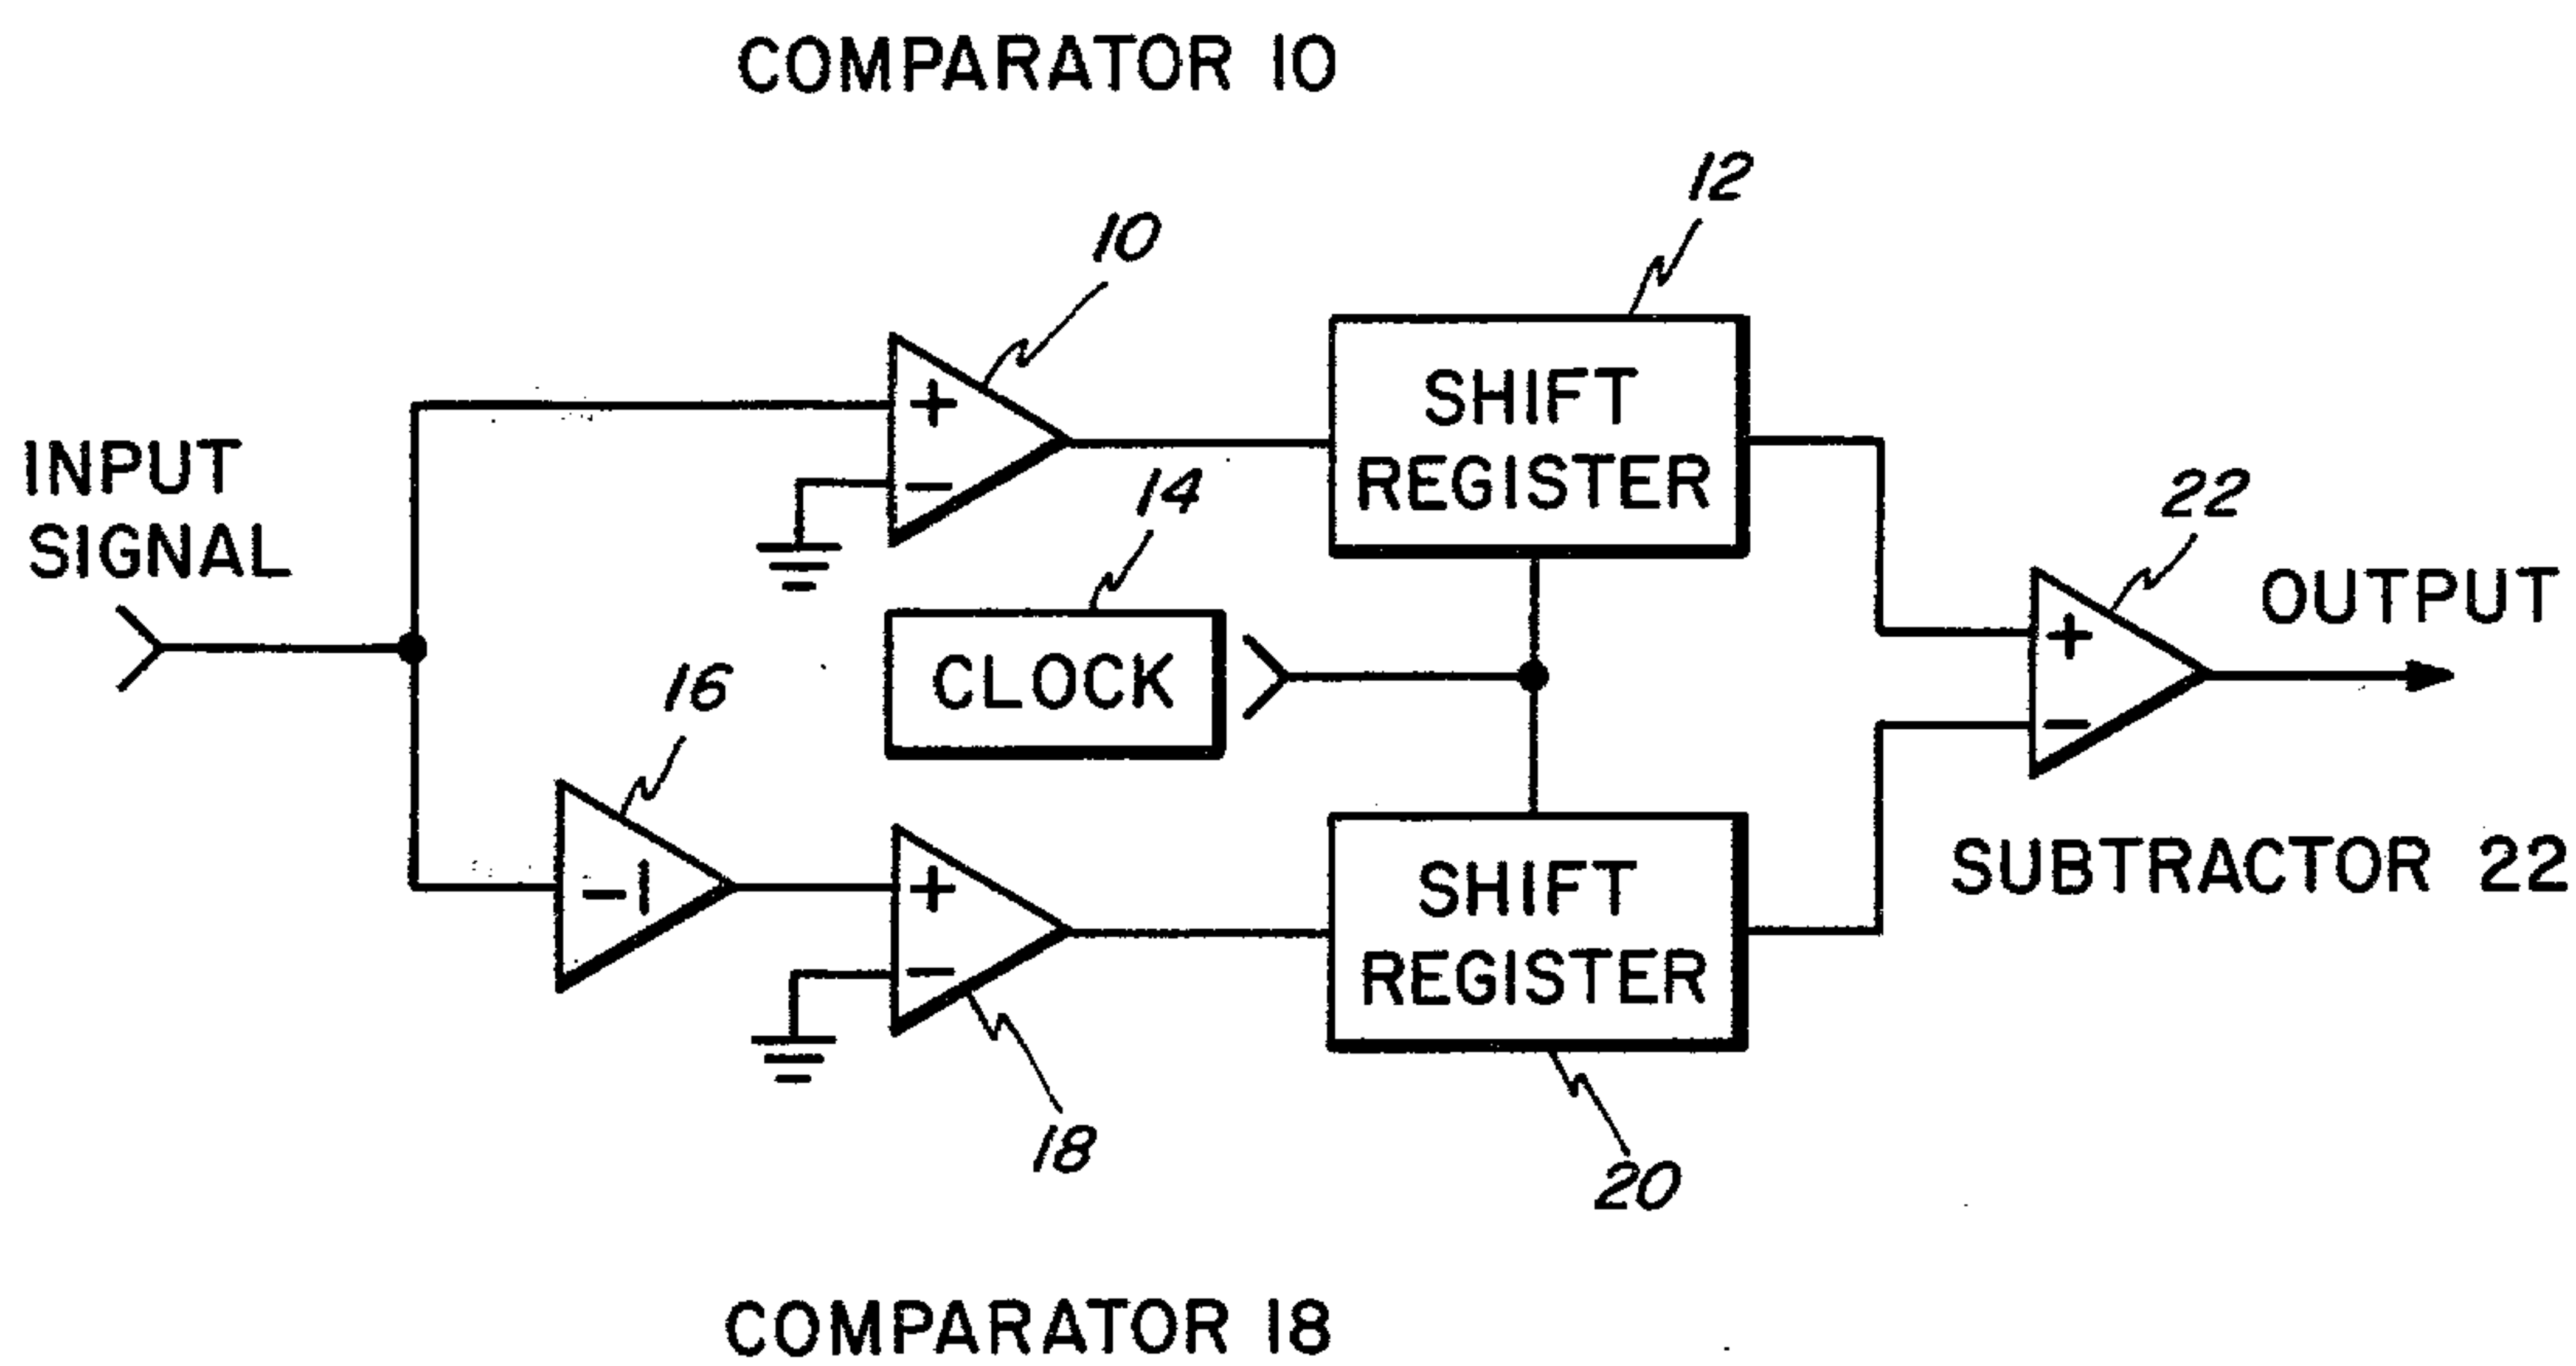 COMPARATOR 10
12
10
SHIFT
REGISTER
14
INPUT
SIGNAL
+
−
22
OUTPUT
CLOCK
+
−
16
−1
+
−
SHIFT
REGISTER
SUBTRACTOR 22
18
20
COMPARATOR 18